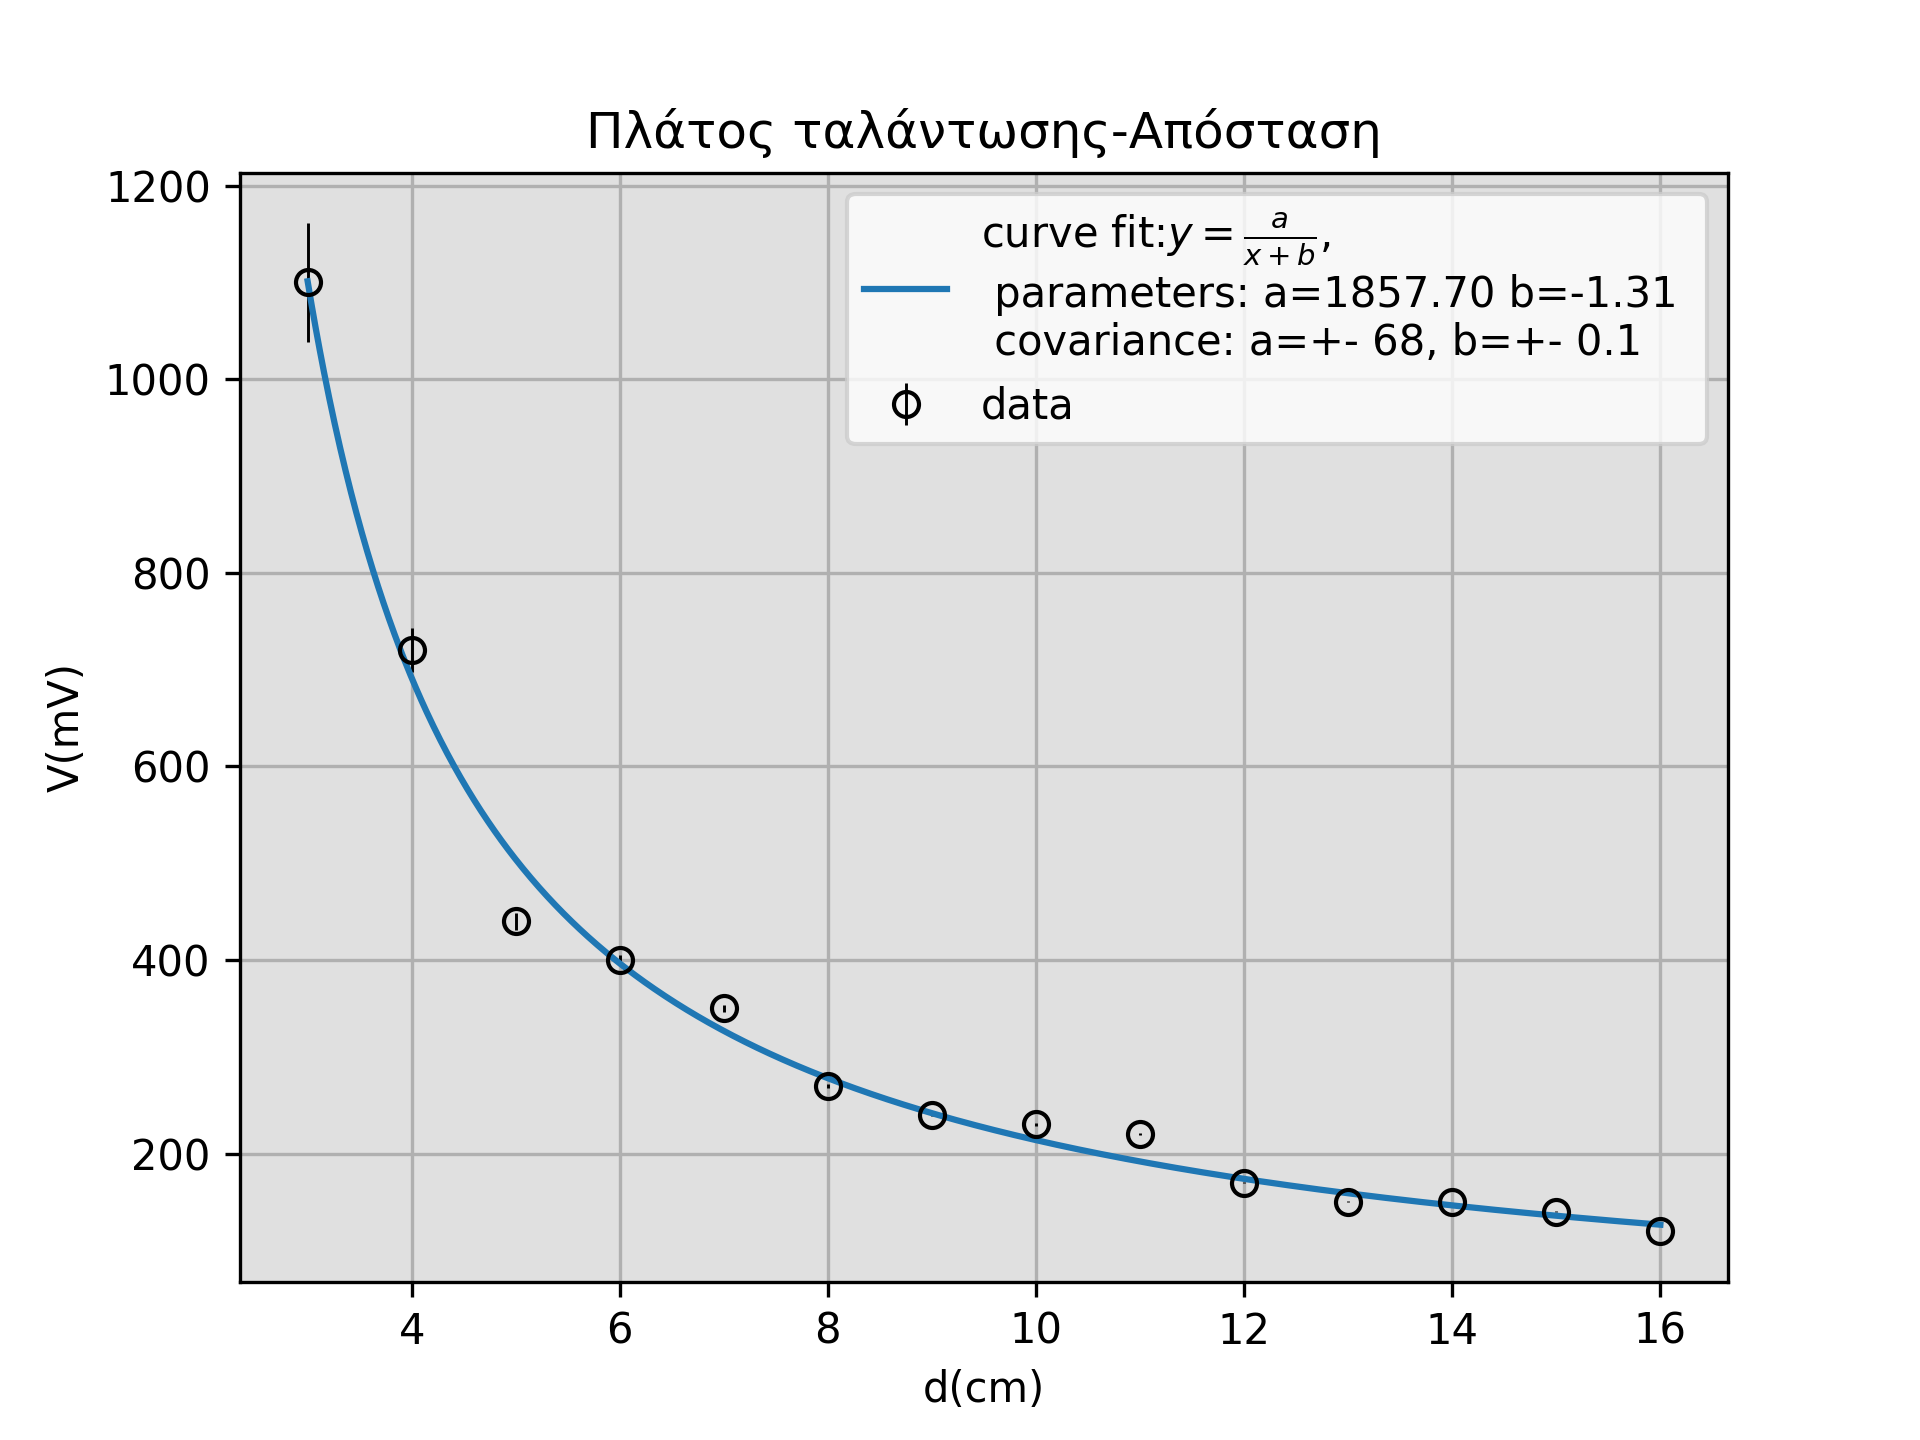 Πλάτος ταλάντωσης-Απόσταση
curve fit:y = a/(x + b),
parameters: a=1857.70 b=-1.31
covariance: a=+- 68, b=+- 0.1
data
1200
1000
800
600
400
200
V(mV)
4 6 8 10 12 14 16
d(cm)